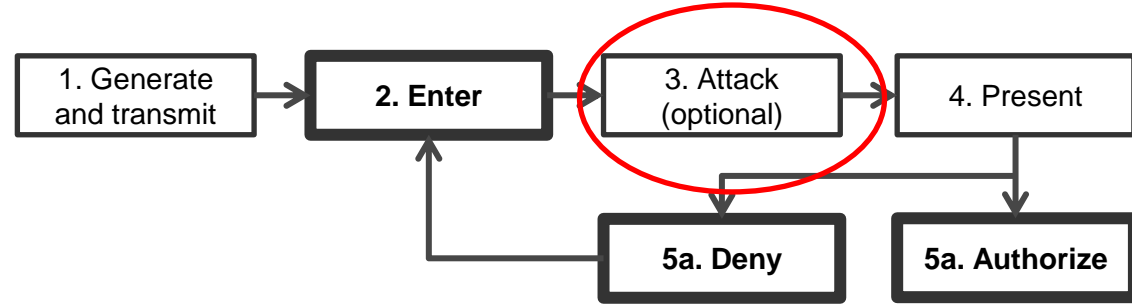 1. Generate
and transmit
2. Enter
3. Attack
(optional)
4. Present
5a. Deny
5a. Authorize